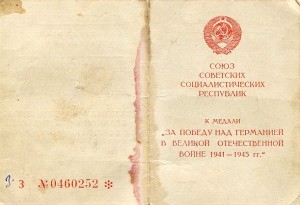 СОЮЗ
СОВЕТСКИХ
СОЦИАЛИСТИЧЕСКИХ
РЕСПУБЛИК
К МЕДАЛИ
"ЗА ПОБЕДУ НАД ГЕРМАНИЕЙ
В ВЕЛИКОЙ ОТЕЧЕСТВЕННОЙ
ВОЙНЕ 1941—1945 гг."
З №0460252 *